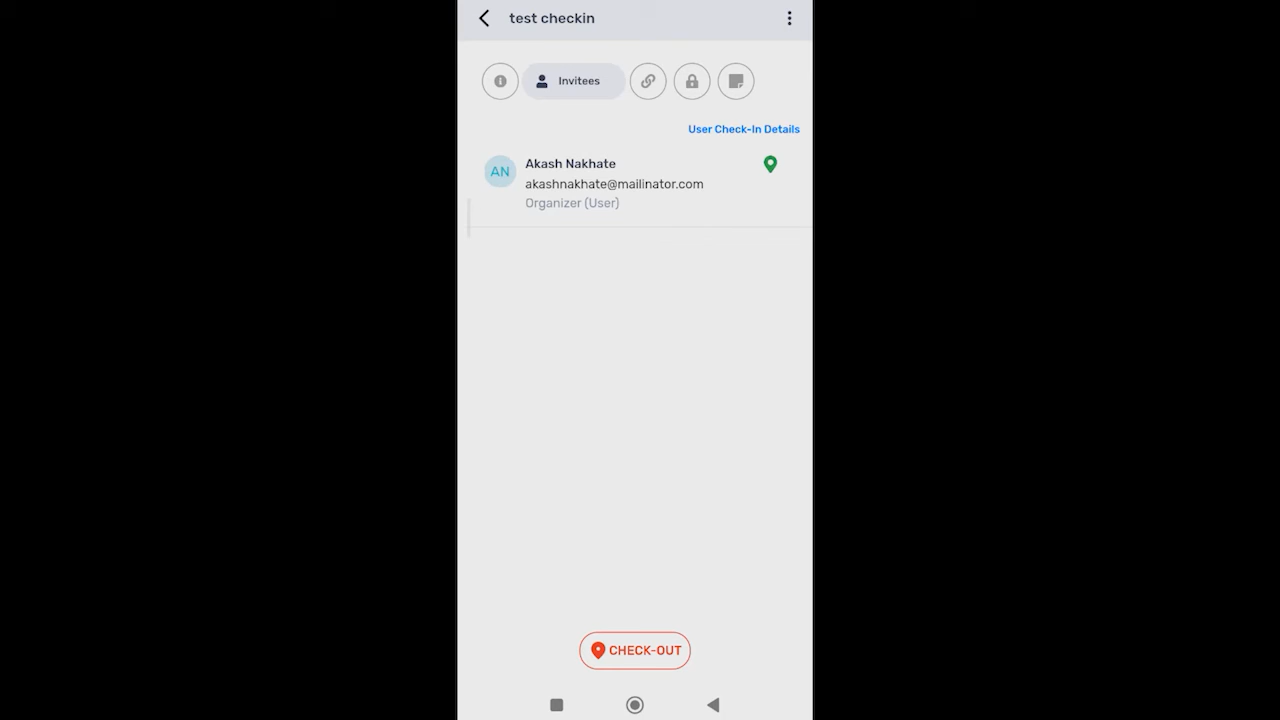 test checkin
Invitees
User Check-In Details
AN
Akash Nakhate
akashnakhate@mailinator.com
Organizer (User)
CHECK-OUT